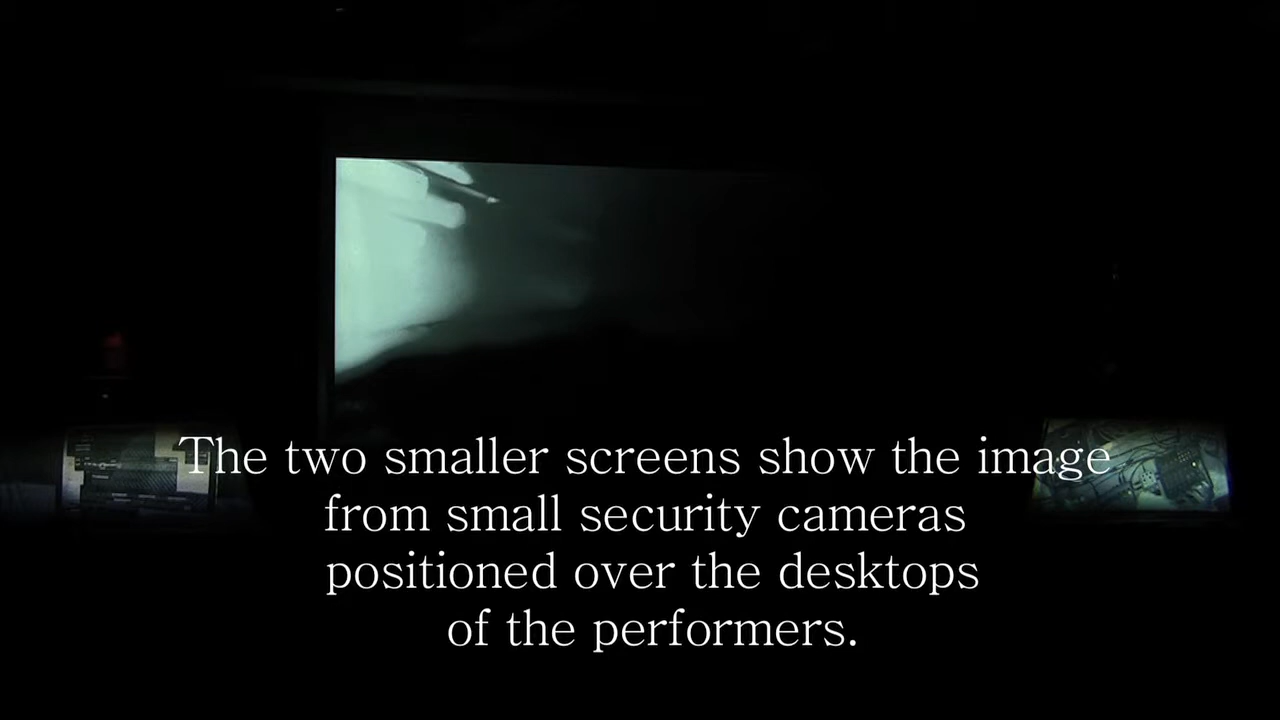 The two smaller screens show the image
from small security cameras
positioned over the desktops
of the performers.